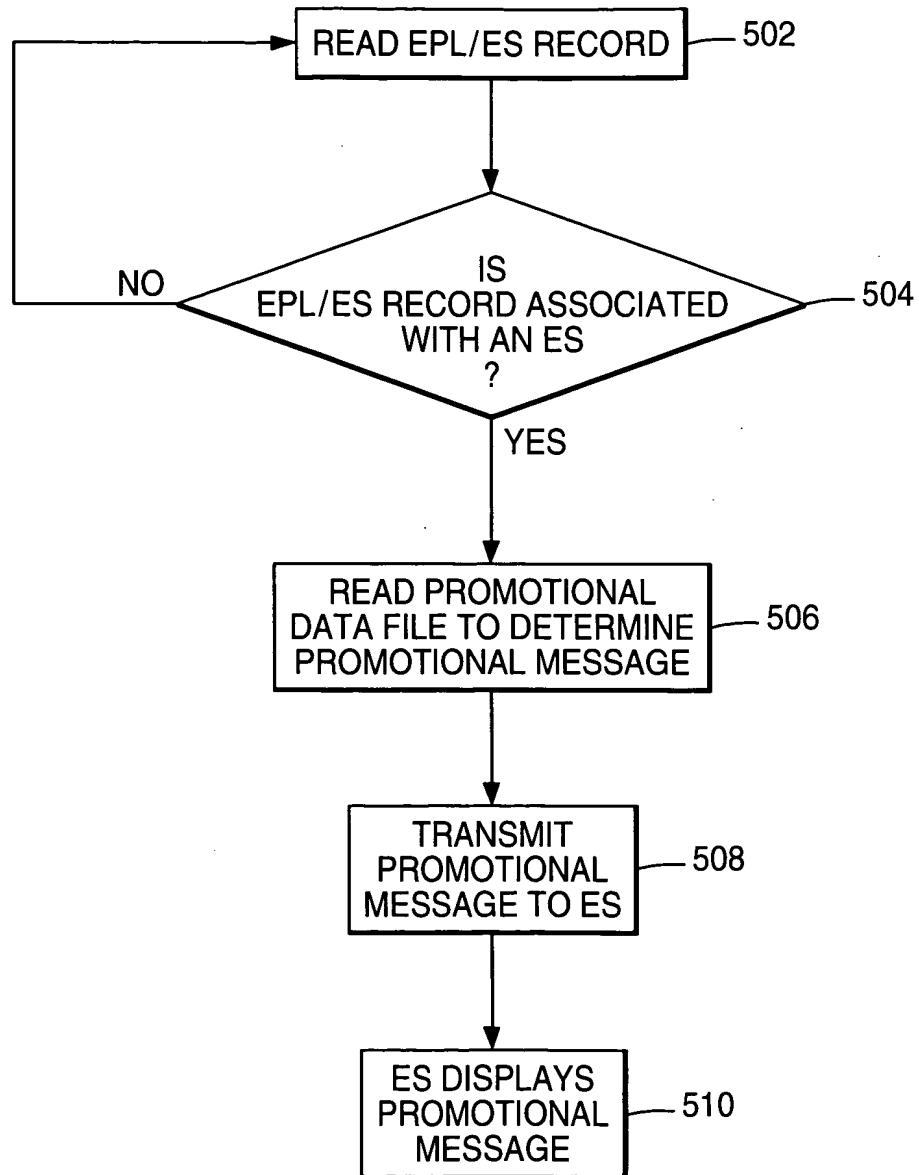 READ EPL/ES RECORD
502
IS
EPL/ES RECORD ASSOCIATED
WITH AN ES
?
504
NO
YES
READ PROMOTIONAL
DATA FILE TO DETERMINE
PROMOTIONAL MESSAGE
506
TRANSMIT
PROMOTIONAL
MESSAGE TO ES
508
ES DISPLAYS
PROMOTIONAL
MESSAGE
510